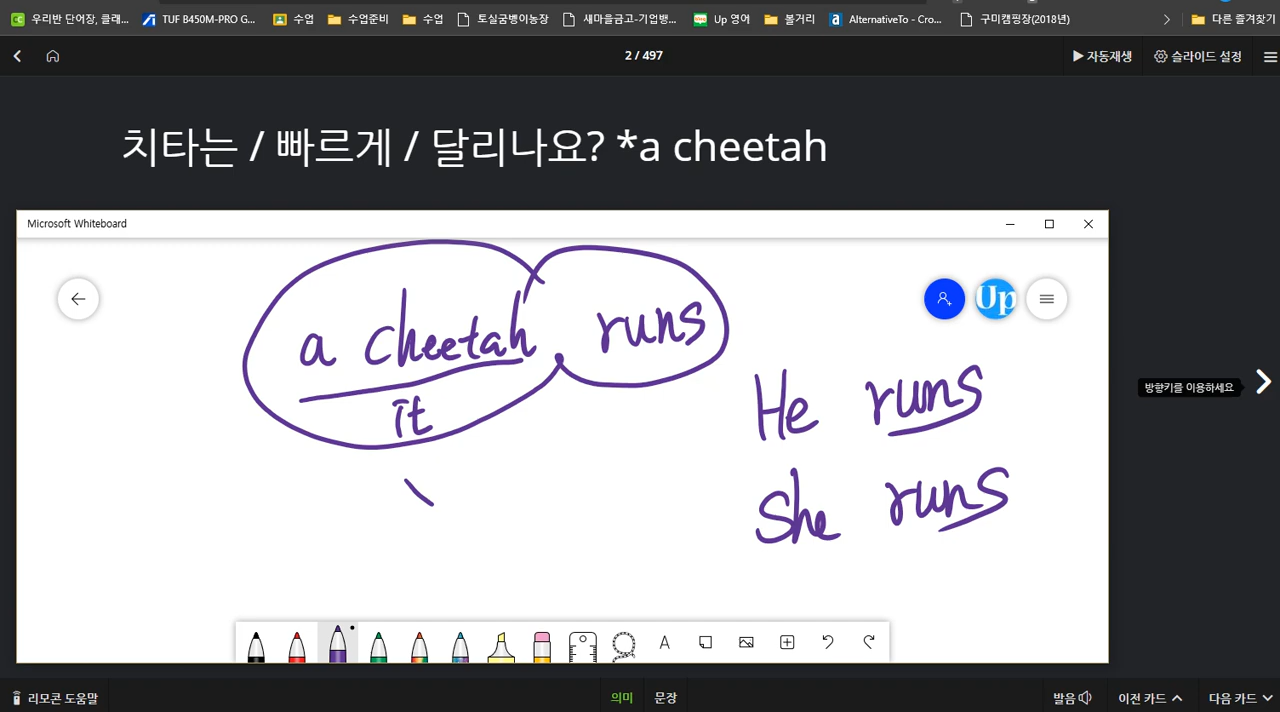 우리반 단어장, 클래... TUF B450M-PRO G... 수업 수업준비 수업 토실굼벵이농장 새마을금고-기업뱅... Up 영어 볼거리 AlternativeTo - Cro... 구미캠핑장(2018년) 다른 즐겨찾기
2 / 497 자동재생 슬라이드 설정
치타는 / 빠르게 / 달리나요? *a cheetah
Microsoft Whiteboard
a cheetah runs
it
Up
He runs
She runs
방향키를 이용하세요
A
리모콘 도움말 의미 문장 발음 이전 카드 다음 카드